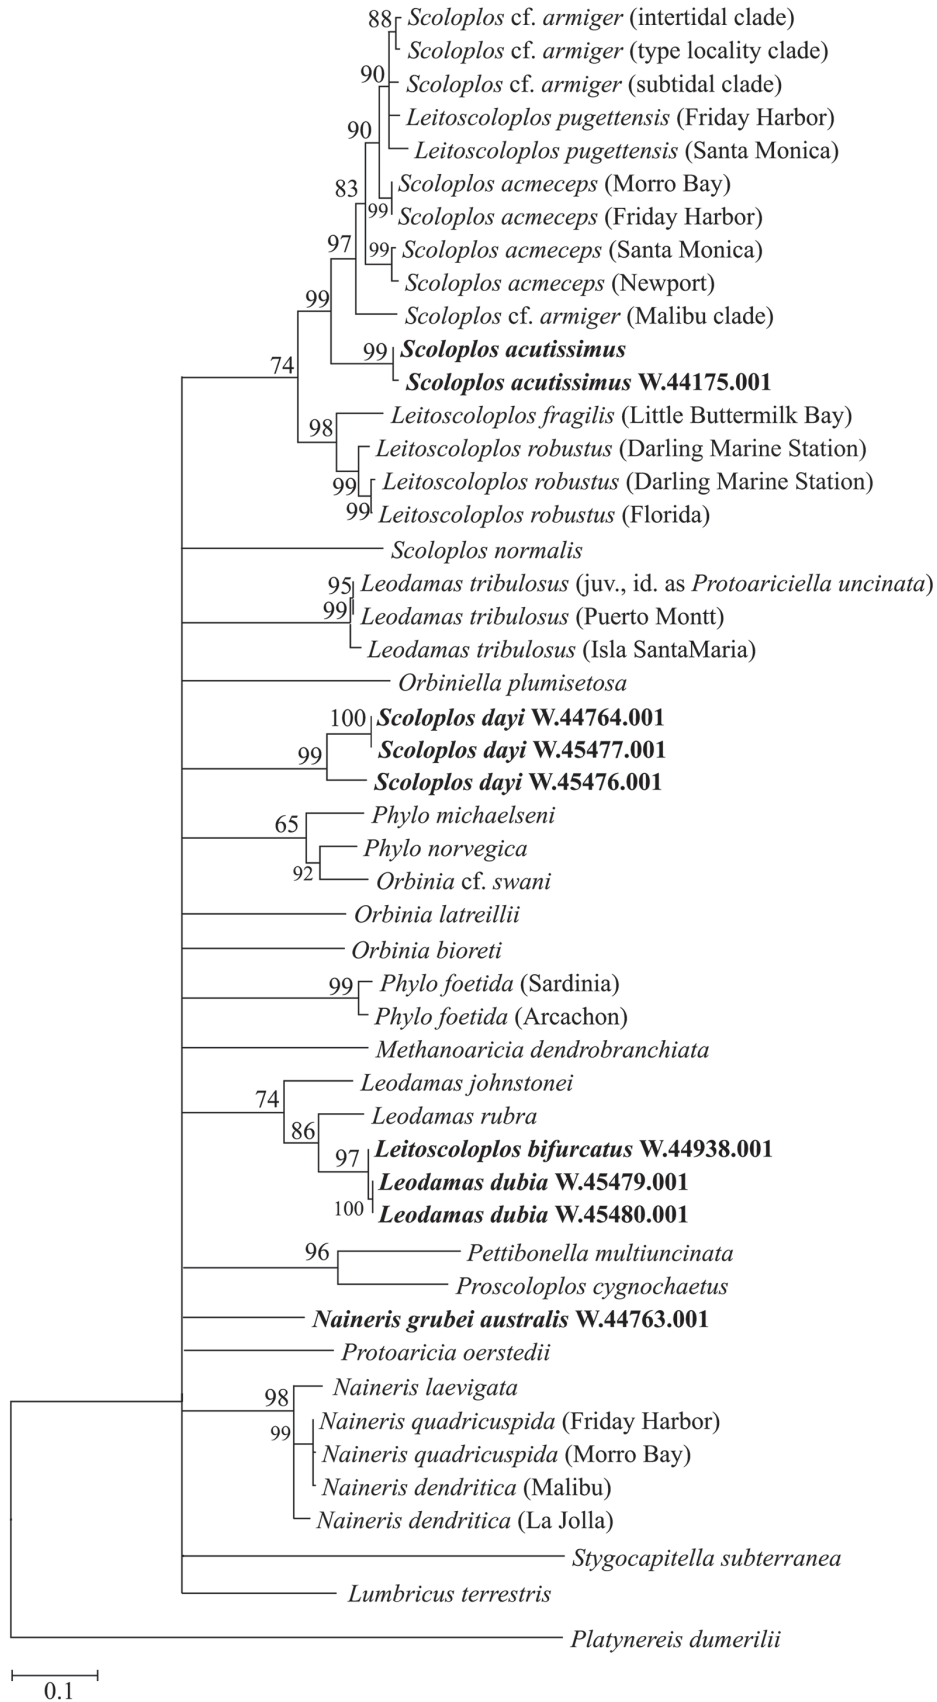 88
Scoloplos cf. armiger (intertidal clade)
Scoloplos cf. armiger (type locality clade)
90
Scoloplos cf. armiger (subtidal clade)
Leitoscoloplos pugettensis (Friday Harbor)
90
Leitoscoloplos pugettensis (Santa Monica)
83
Scoloplos acmeceps (Morro Bay)
99
Scoloplos acmeceps (Friday Harbor)
97
99
Scoloplos acmeceps (Santa Monica)
Scoloplos acmeceps (Newport)
99
Scoloplos cf. armiger (Malibu clade)
99
Scoloplos acutissimus
74
Scoloplos acutissimus W.44175.001
Leitoscoloplos fragilis (Little Buttermilk Bay)
98
Leitoscoloplos robustus (Darling Marine Station)
99
Leitoscoloplos robustus (Darling Marine Station)
99
Leitoscoloplos robustus (Florida)
Scoloplos normalis
95
Leodamas tribulosus (juv., id. as Protoariciella uncinata)
99
Leodamas tribulosus (Puerto Montt)
Leodamas tribulosus (Isla SantaMaria)
Orbiniella plumisetosa
100
Scoloplos dayi W.44764.001
99
Scoloplos dayi W.45477.001
Scoloplos dayi W.45476.001
65
Phylo michaelseni
Phylo norvegica
92
Orbinia cf. swani
Orbinia latreillii
Orbinia bioreti
99
Phylo foetida (Sardinia)
Phylo foetida (Arcachon)
Methanoaricia dendrobranchiata
Leodamas johnstonei
74
Leodamas rubra
86
Leitoscoloplos bifurcatus W.44938.001
97
Leodamas dubia W.45479.001
100
Leodamas dubia W.45480.001
96
Pettibonella multiuncinata
Proscoloplos cygnochaetus
Naineris grubei australis W.44763.001
Protoaricia oerstedii
98
Naineris laevigata
99
Naineris quadricuspida (Friday Harbor)
Naineris quadricuspida (Morro Bay)
Naineris dendritica (Malibu)
Naineris dendritica (La Jolla)
Stygocapitella subterranea
Lumbricus terrestris
Platynereis dumerilii
0.1